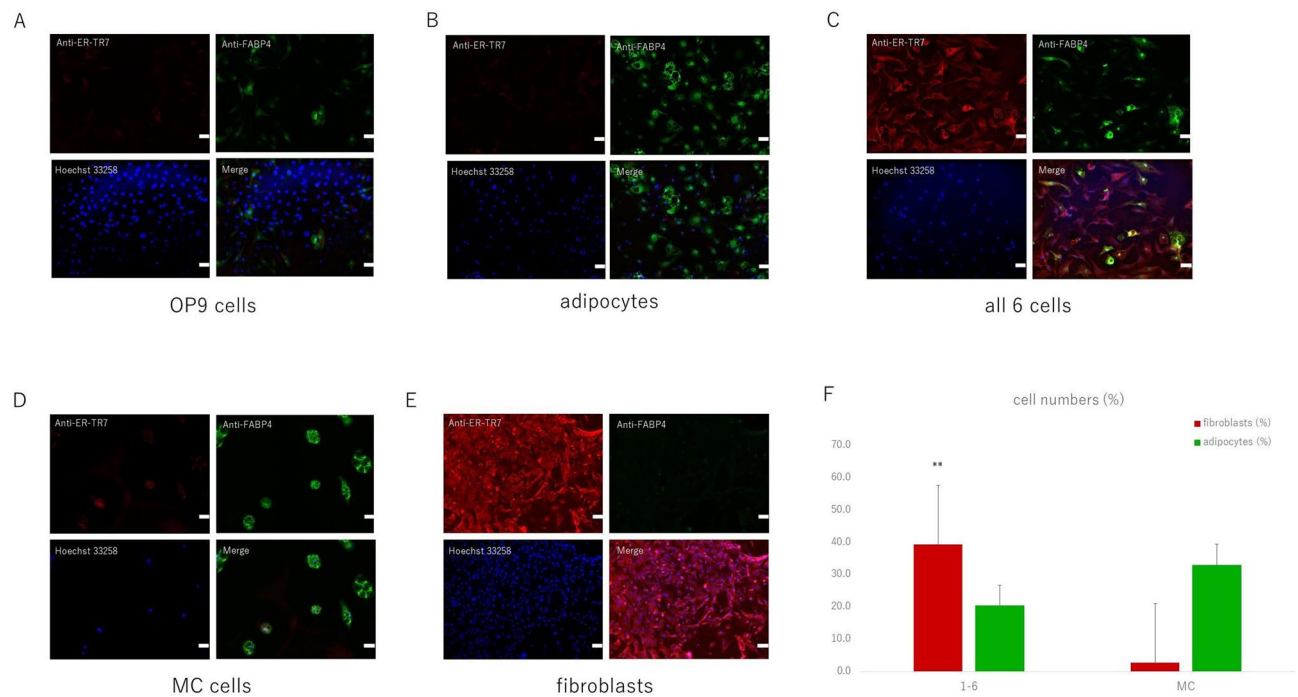 A
Anti-ER-TR7
Anti-FABP4
Hoechst 33258
Merge
OP9 cells
B
Anti-ER-TR7
Anti-FABP4
Hoechst 33258
Merge
adipocytes
C
Anti-ER-TR7
Anti-FABP4
Hoechst 33258
Merge
all 6 cells
D
Anti-ER-TR7
Anti-FABP4
Hoechst 33258
Merge
MC cells
E
Anti-ER-TR7
Anti-FABP4
Hoechst 33258
Merge
fibroblasts
F
cell numbers (%)
fibroblasts (%)
adipocytes (%)
70.0
60.0
50.0
40.0
30.0
20.0
10.0
0.0
**
1-6
MC